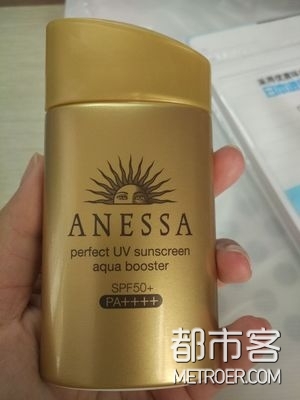 ANESSA
perfect UV sunscreen
aqua booster
SPF50+
PA++++
都市客
METROER.COM